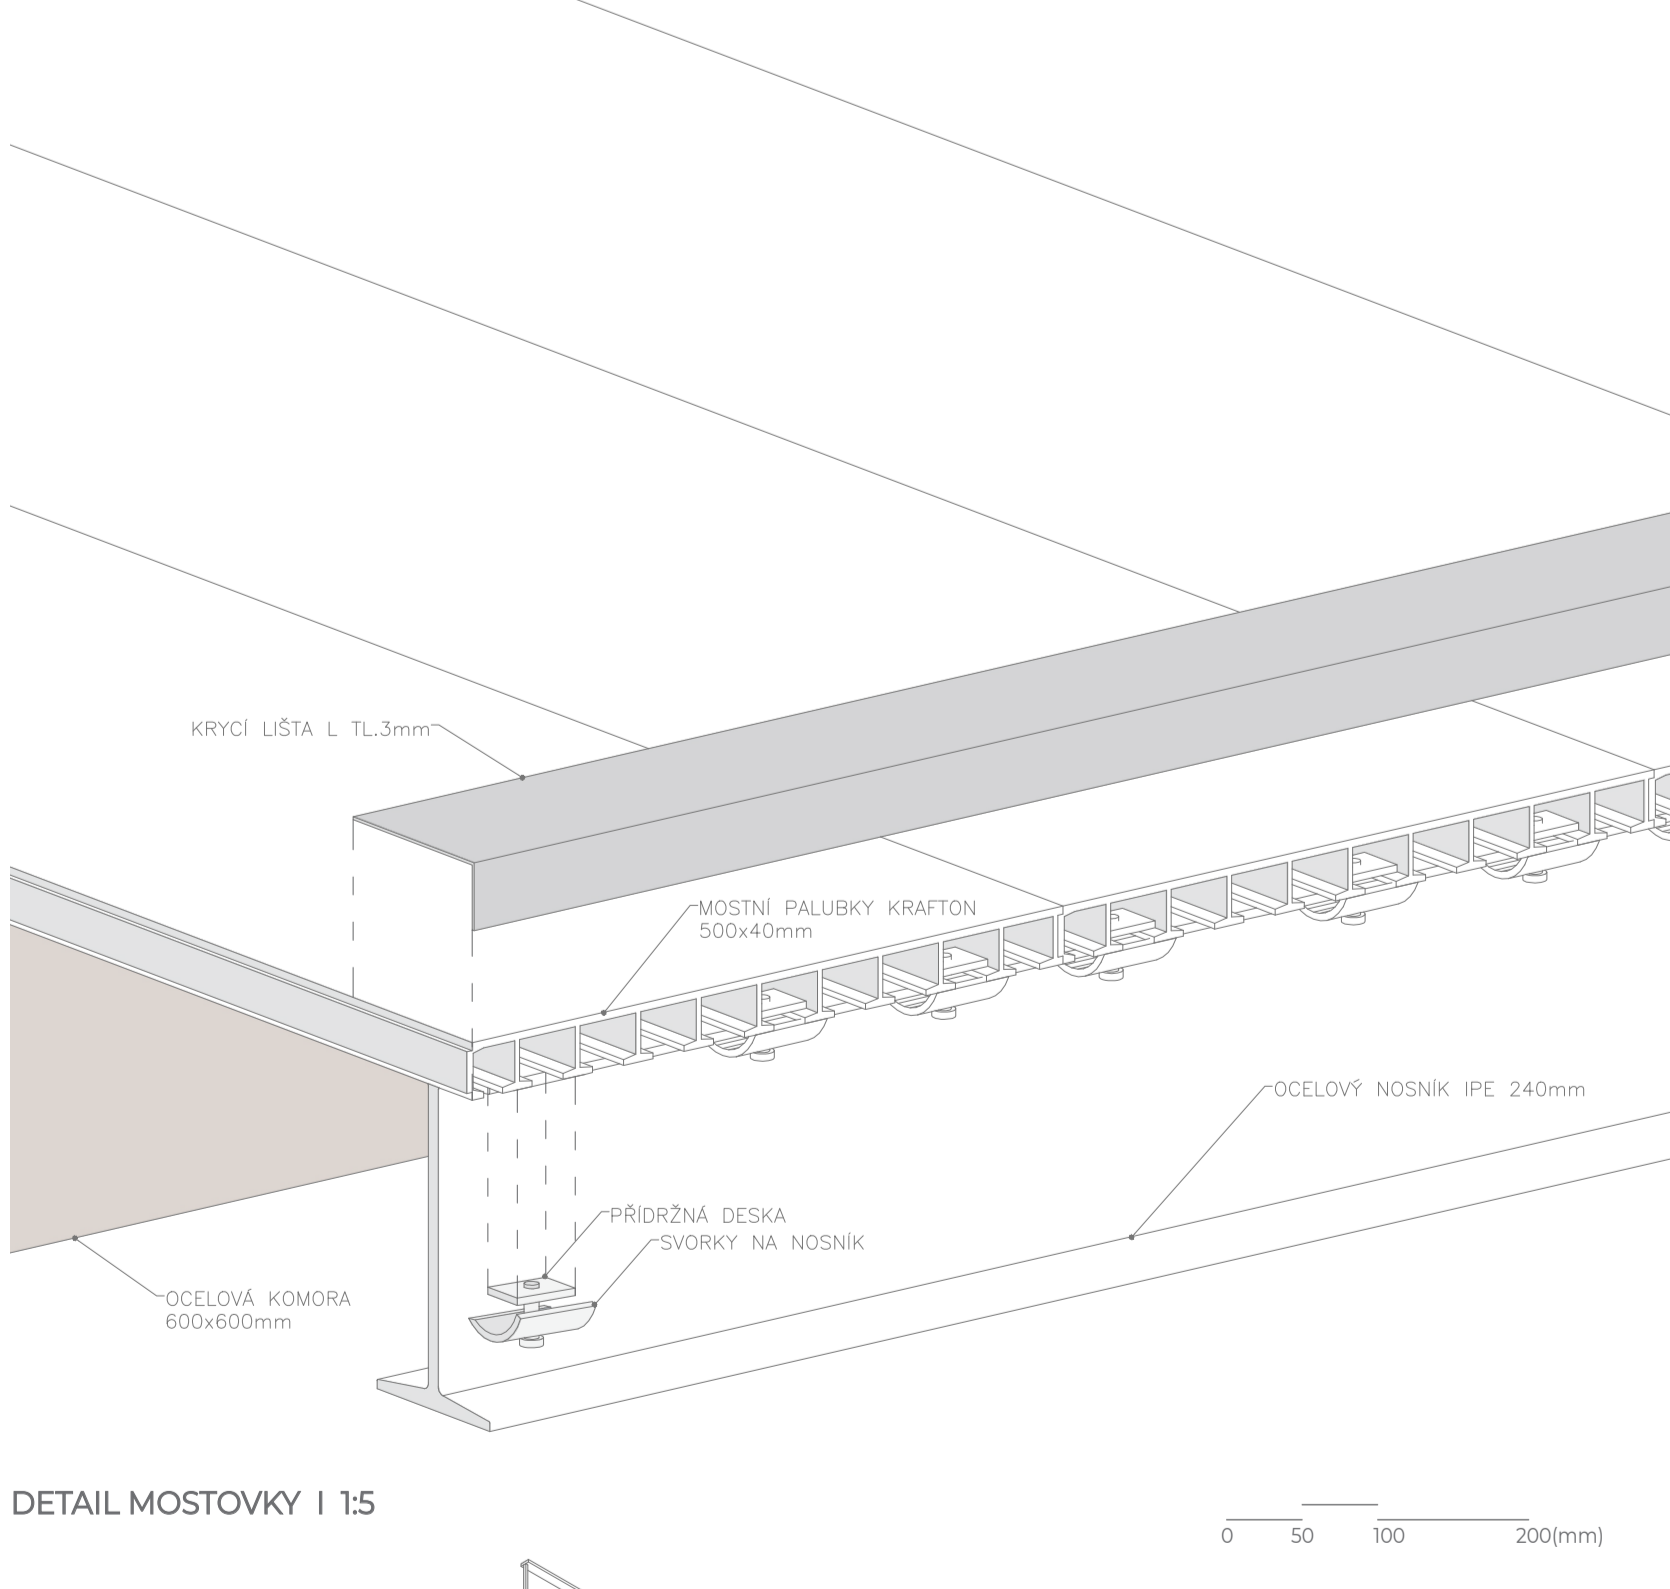 KRYCÍ LIŠTA L TL.3mm
MOSTNÍ PALUBKY KRAFTON
500x40mm
OCELOVÝ NOSNÍK IPE 240mm
PŘÍDRŽNÁ DESKA
SVORKY NA NOSNÍK
OCELOVÁ KOMORA
600x600mm
DETAIL MOSTOVKY I 1:5
0 50 100 200(mm)